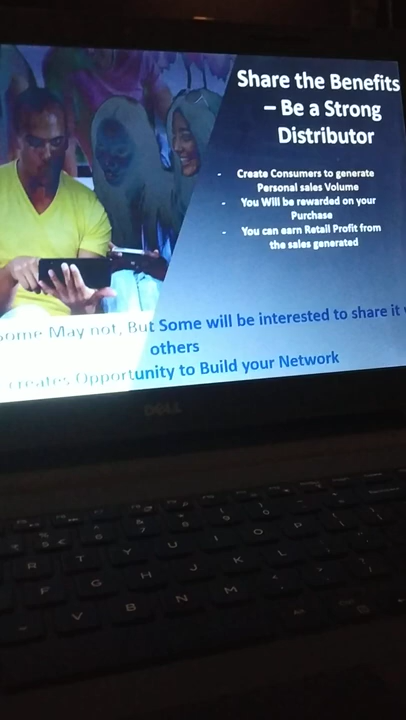 Share the Benefits
– Be a Strong
Distributor
- Create Consumers to generate
Personal sales Volume
- You Will be rewarded on your
Purchase
- You can earn Retail Profit from
the sales generated
Some May not, But Some will be interested to share it
others
creates Opportunity to Build your Network
DELL
R T Y U I O P
F G H J K L
V B N M